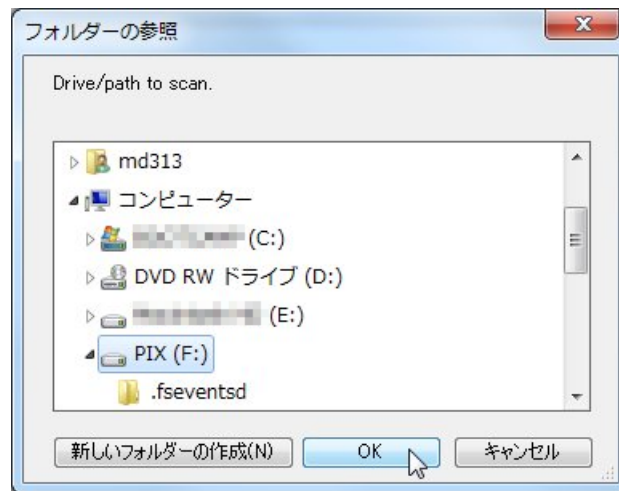 フォルダーの参照
Drive/path to scan.
md313
コンピューター
(C:)
DVD RW ドライブ (D:)
(E:)
PIX (F:)
.fseventsd
新しいフォルダーの作成(N)
OK
キャンセル